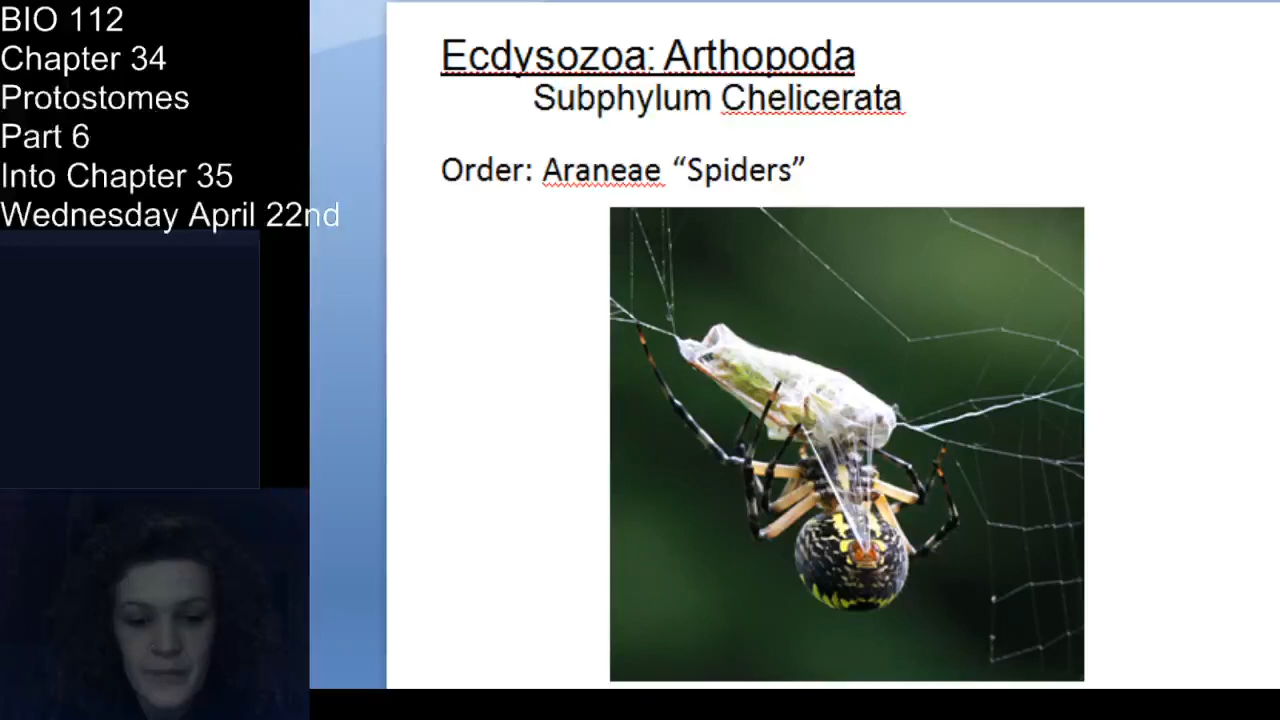 BIO 112
Chapter 34
Protostomes
Part 6
Into Chapter 35
Wednesday April 22nd
Ecdysozoa: Arthopoda
Subphylum Chelicerata
Order: Araneae “Spiders”